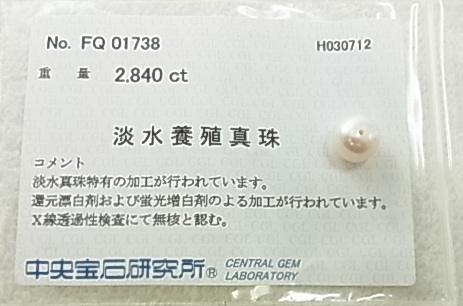 No. FQ 01738
H030712
重 量 2.840 ct
淡水養殖真珠
コメント
淡水真珠特有の加工が行われています。
還元漂白剤および蛍光増白剤のよる加工が行われています。
X線透過性検査にて無核と認む。
中央宝石研究所® CENTRAL GEM
LABORATORY